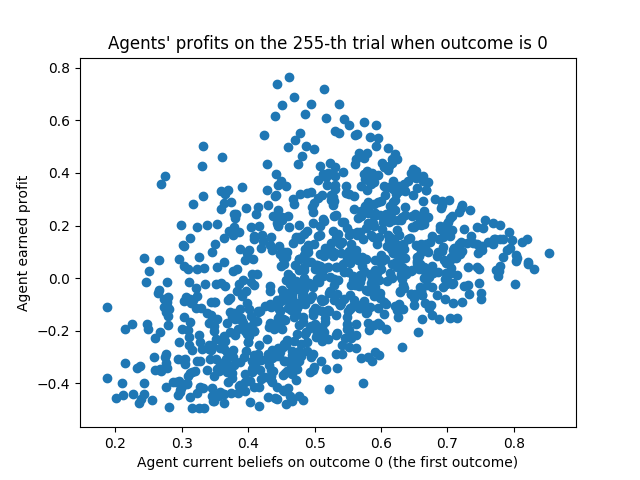 Agents' profits on the 255-th trial when outcome is 0
0.8
0.6
0.4
0.2
0.0
−0.2
−0.4
Agent earned profit
0.2 0.3 0.4 0.5 0.6 0.7 0.8
Agent current beliefs on outcome 0 (the first outcome)